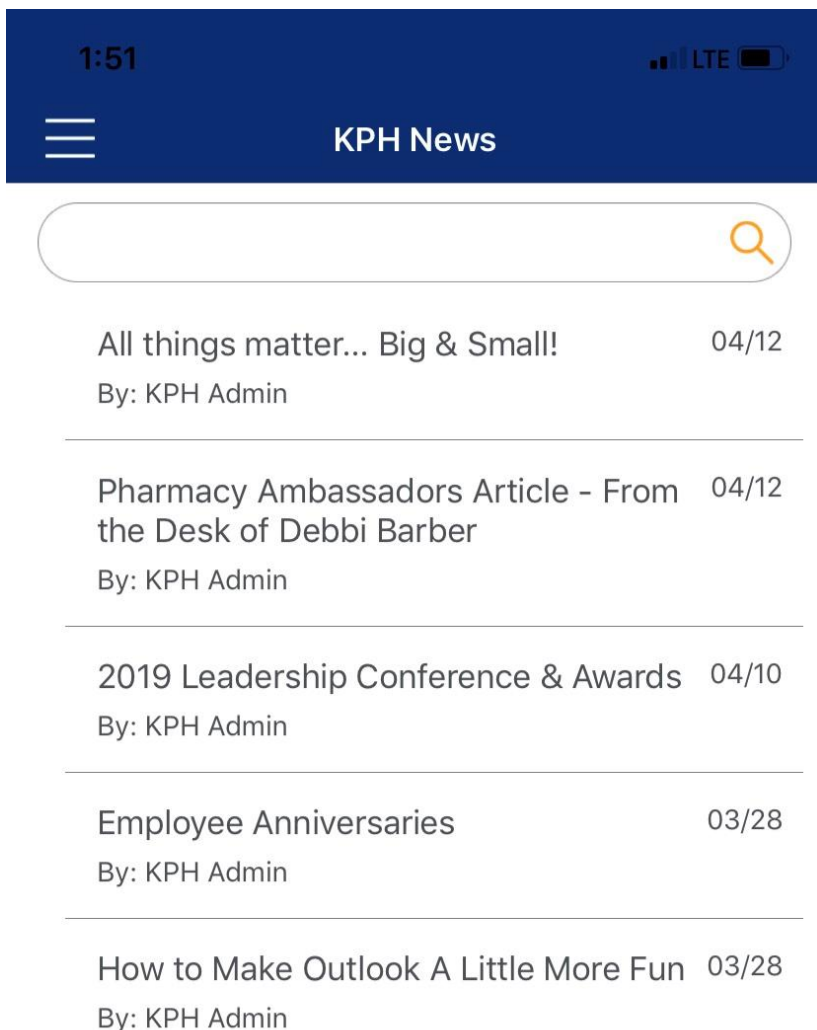 1:51 LTE
KPH News
All things matter... Big & Small! 04/12
By: KPH Admin
Pharmacy Ambassadors Article - From 04/12
the Desk of Debbi Barber
By: KPH Admin
2019 Leadership Conference & Awards 04/10
By: KPH Admin
Employee Anniversaries 03/28
By: KPH Admin
How to Make Outlook A Little More Fun 03/28
By: KPH Admin